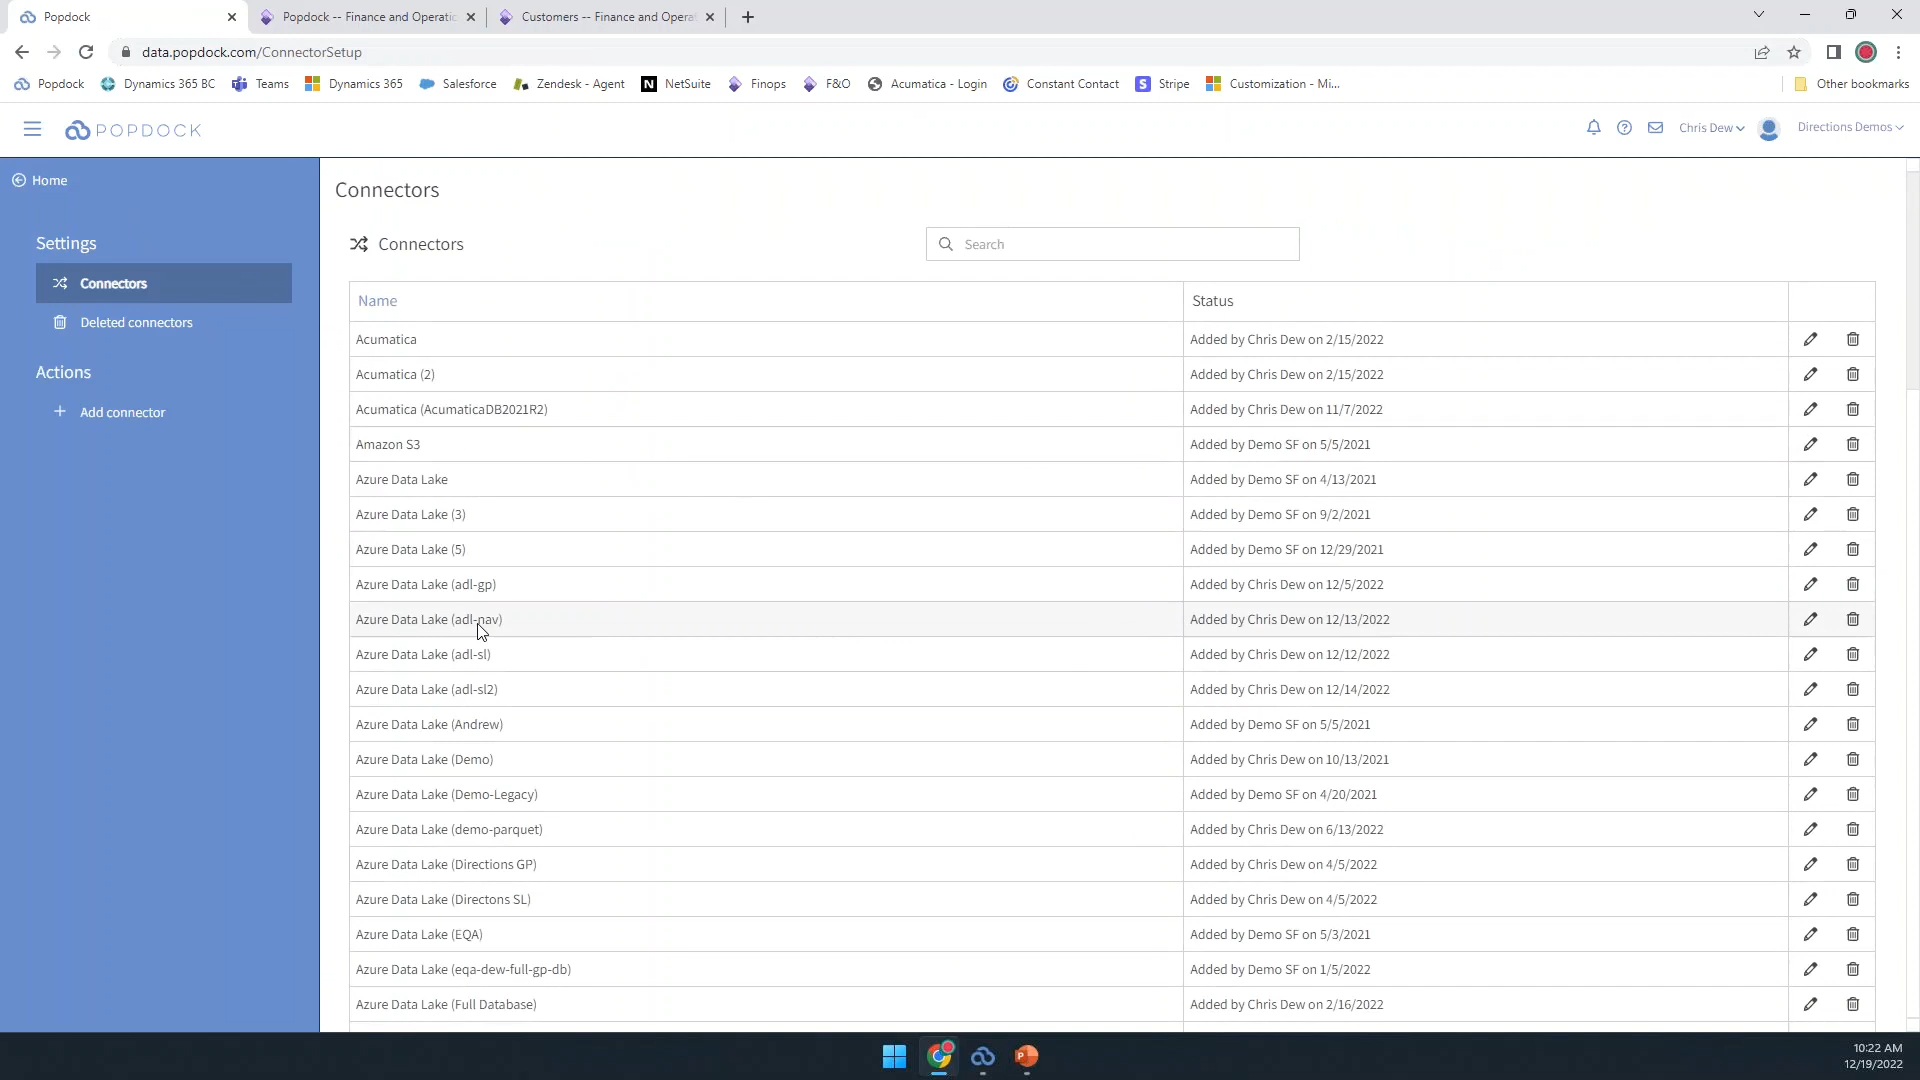 Popdock
Popdock -- Finance and Operatic
Customers -- Finance and Opera
data.popdock.com/ConnectorSetup
Popdock
Dynamics 365 BC
Teams
Dynamics 365
Salesforce
Zendesk - Agent
NetSuite
Finops
F&O
Acumatica - Login
Constant Contact
Stripe
Customization - Mi...
Other bookmarks
POPDOCK
Chris Dew
Directions Demos
Home
Settings
Connectors
Deleted connectors
Actions
Add connector
Connectors
Connectors
Search
Name Status
Acumatica Added by Chris Dew on 2/15/2022
Acumatica (2) Added by Chris Dew on 2/15/2022
Acumatica (AcumaticaDB2021R2) Added by Chris Dew on 11/7/2022
Amazon S3 Added by Demo SF on 5/5/2021
Azure Data Lake Added by Demo SF on 4/13/2021
Azure Data Lake (3) Added by Demo SF on 9/2/2021
Azure Data Lake (5) Added by Demo SF on 12/29/2021
Azure Data Lake (adl-gp) Added by Chris Dew on 12/5/2022
Azure Data Lake (adl-nav) Added by Chris Dew on 12/13/2022
Azure Data Lake (adl-sl) Added by Chris Dew on 12/12/2022
Azure Data Lake (adl-sl2) Added by Chris Dew on 12/14/2022
Azure Data Lake (Andrew) Added by Demo SF on 5/5/2021
Azure Data Lake (Demo) Added by Chris Dew on 10/13/2021
Azure Data Lake (Demo-Legacy) Added by Demo SF on 4/20/2021
Azure Data Lake (demo-parquet) Added by Chris Dew on 6/13/2022
Azure Data Lake (Directions GP) Added by Chris Dew on 4/5/2022
Azure Data Lake (Directons SL) Added by Chris Dew on 4/5/2022
Azure Data Lake (EQA) Added by Demo SF on 5/3/2021
Azure Data Lake (eqa-dew-full-gp-db) Added by Demo SF on 1/5/2022
Azure Data Lake (Full Database) Added by Chris Dew on 2/16/2022
10:22 AM
12/19/2022